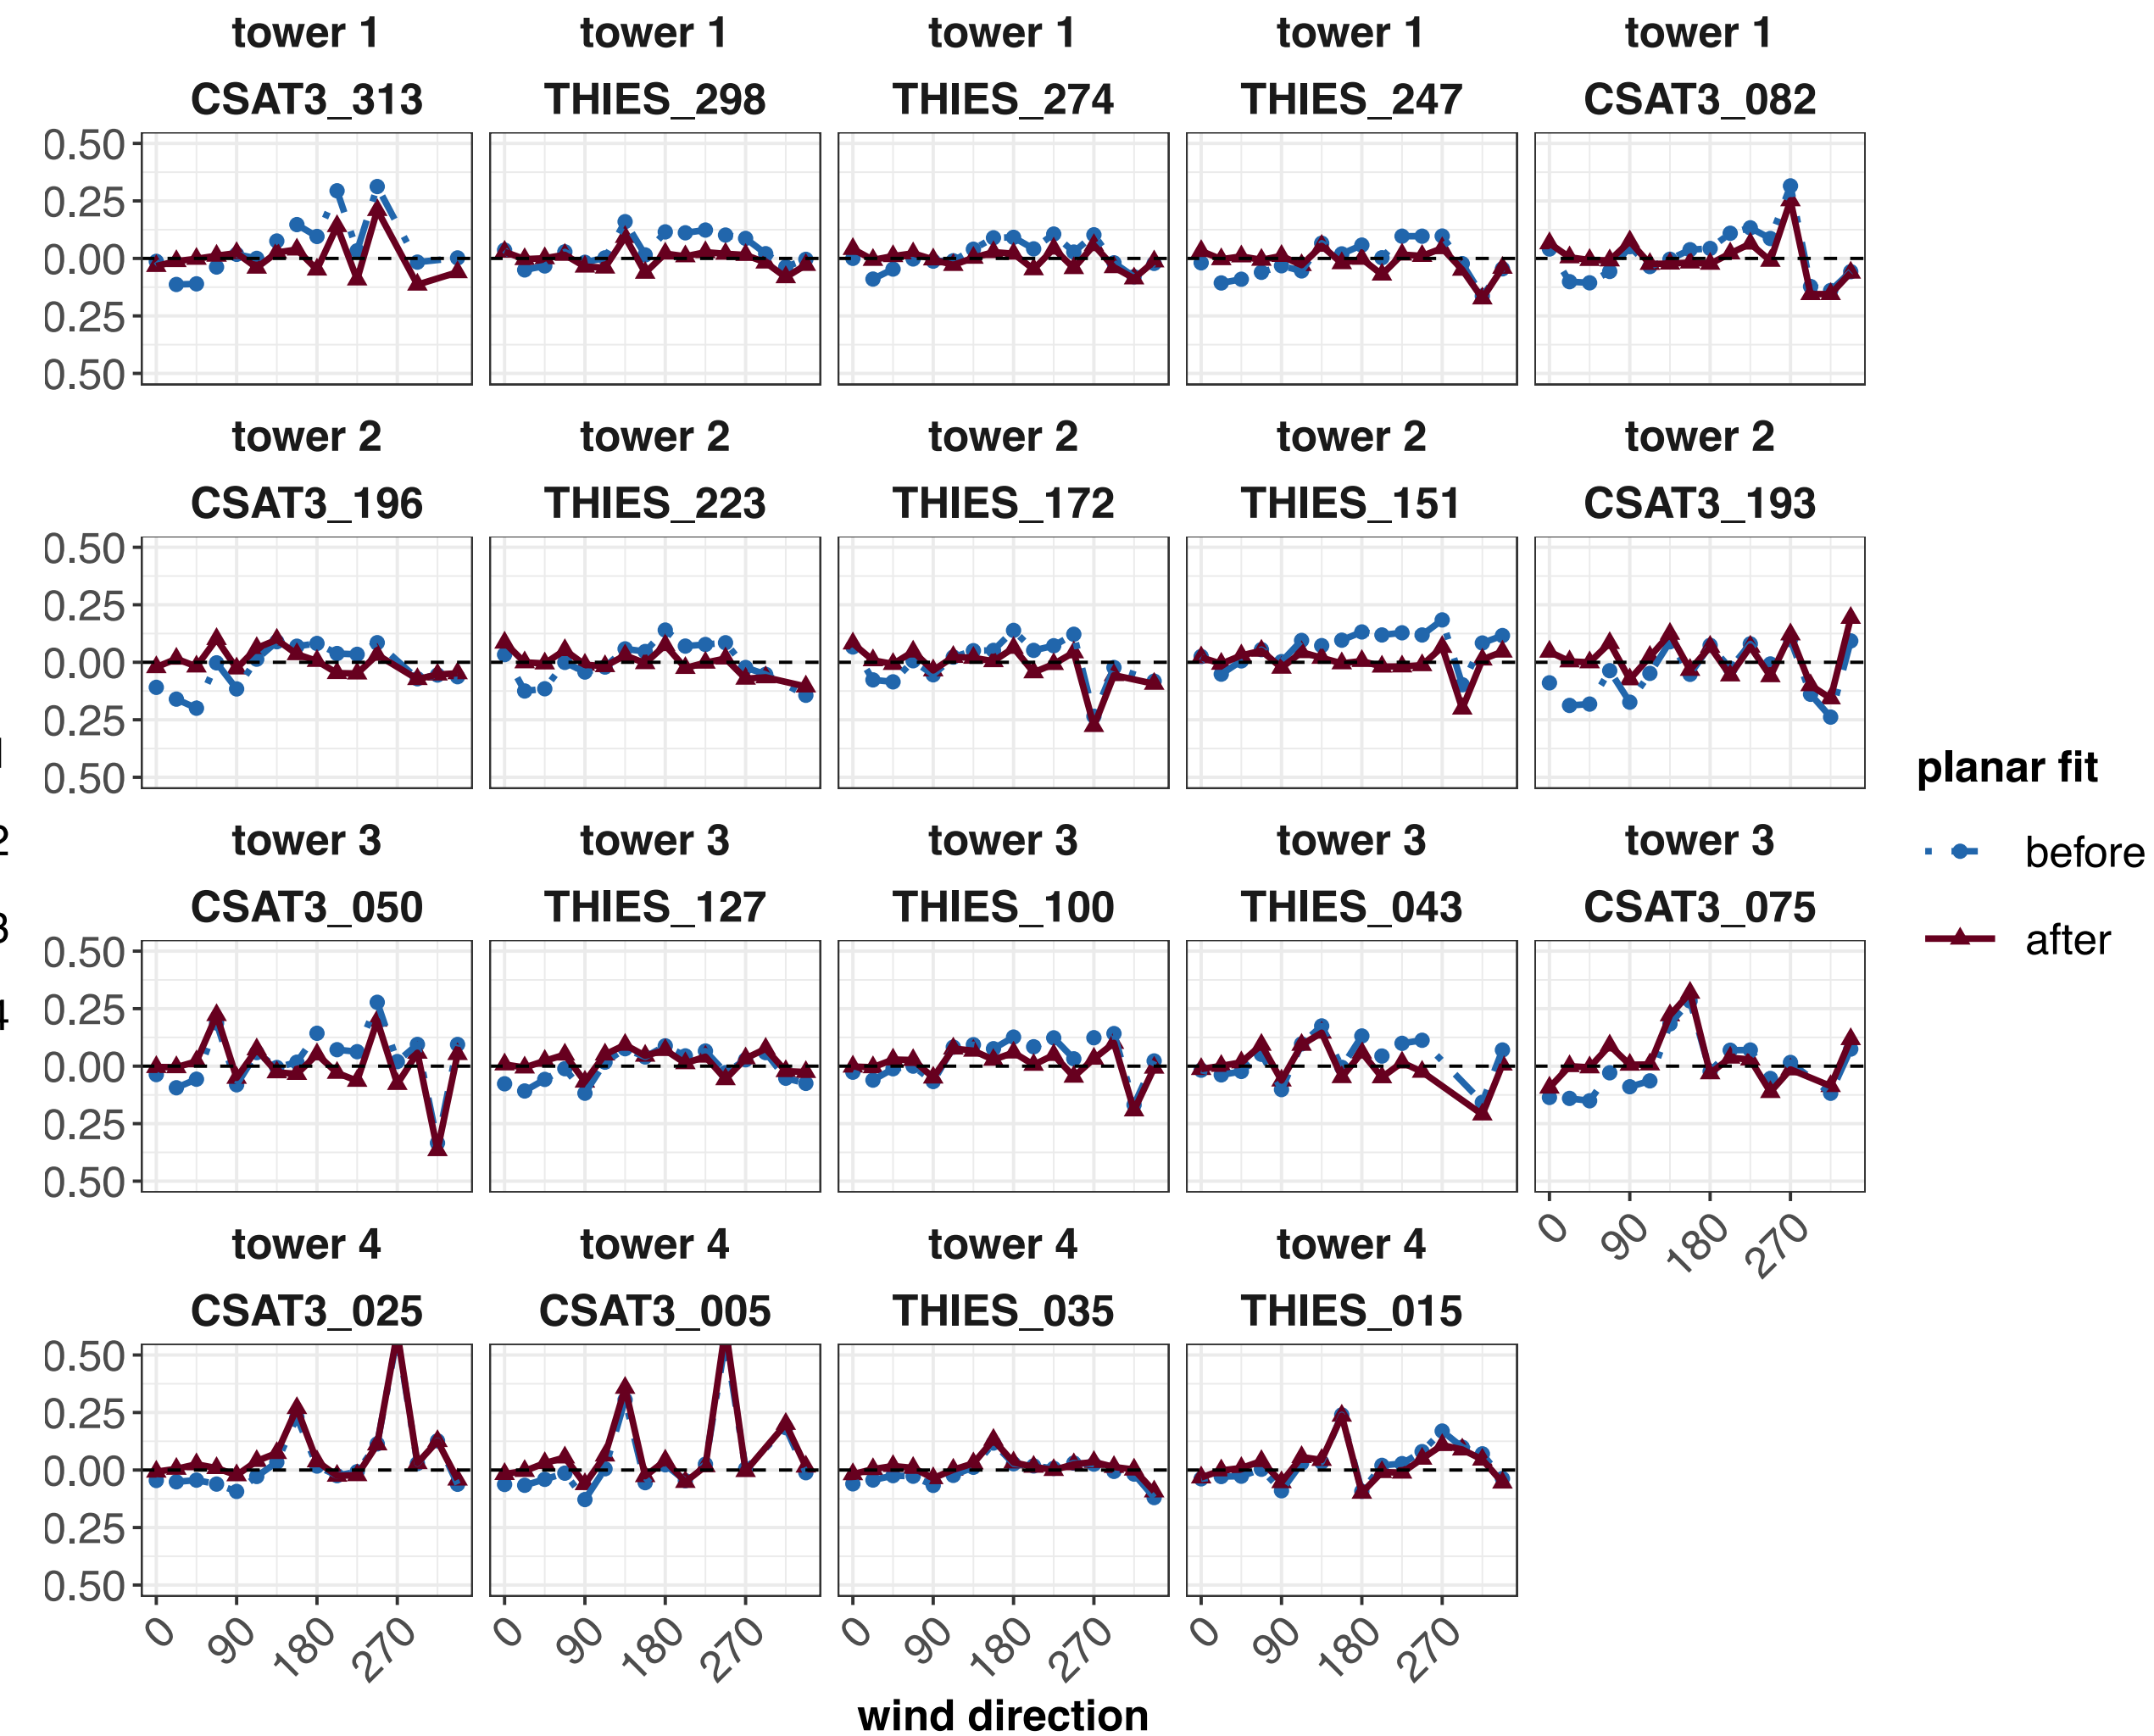 tower 1 tower 1 tower 1 tower 1 tower 1
CSAT3_313 THIES_298 THIES_274 THIES_247 CSAT3_082
0.50
0.25
0.00
0.25
0.50
tower 2 tower 2 tower 2 tower 2 tower 2
CSAT3_196 THIES_223 THIES_172 THIES_151 CSAT3_193
0.50
0.25
0.00
0.25
0.50
planar fit
before
after
tower 3 tower 3 tower 3 tower 3 tower 3
CSAT3_050 THIES_127 THIES_100 THIES_043 CSAT3_075
0.50
0.25
0.00
0.25
0.50
0 90 180 270
tower 4 tower 4 tower 4 tower 4
CSAT3_025 CSAT3_005 THIES_035 THIES_015
0.50
0.25
0.00
0.25
0.50
0 90 180 270 0 90 180 270 0 90 180 270 0 90 180 270
wind direction